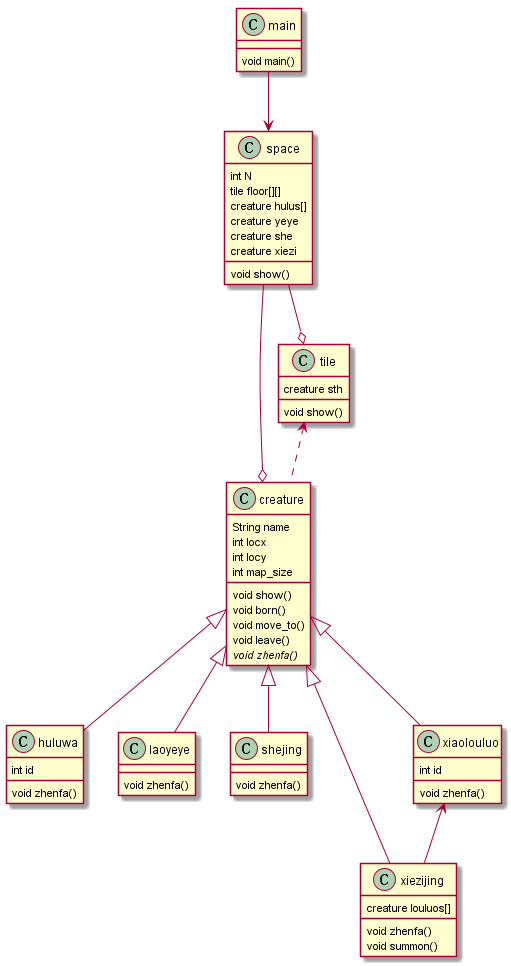 C main
void main()
C space
int N
tile floor[][]
creature hulus[]
creature yeye
creature she
creature xiezi
void show()
C tile
creature sth
void show()
C creature
String name
int locx
int locy
int map_size
void show()
void born()
void move_to()
void leave()
void zhenfa()
C huluwa
int id
void zhenfa()
C laoyeye
void zhenfa()
C shejing
void zhenfa()
C xiaolouluo
int id
void zhenfa()
C xiezijing
creature louluos[]
void zhenfa()
void summon()